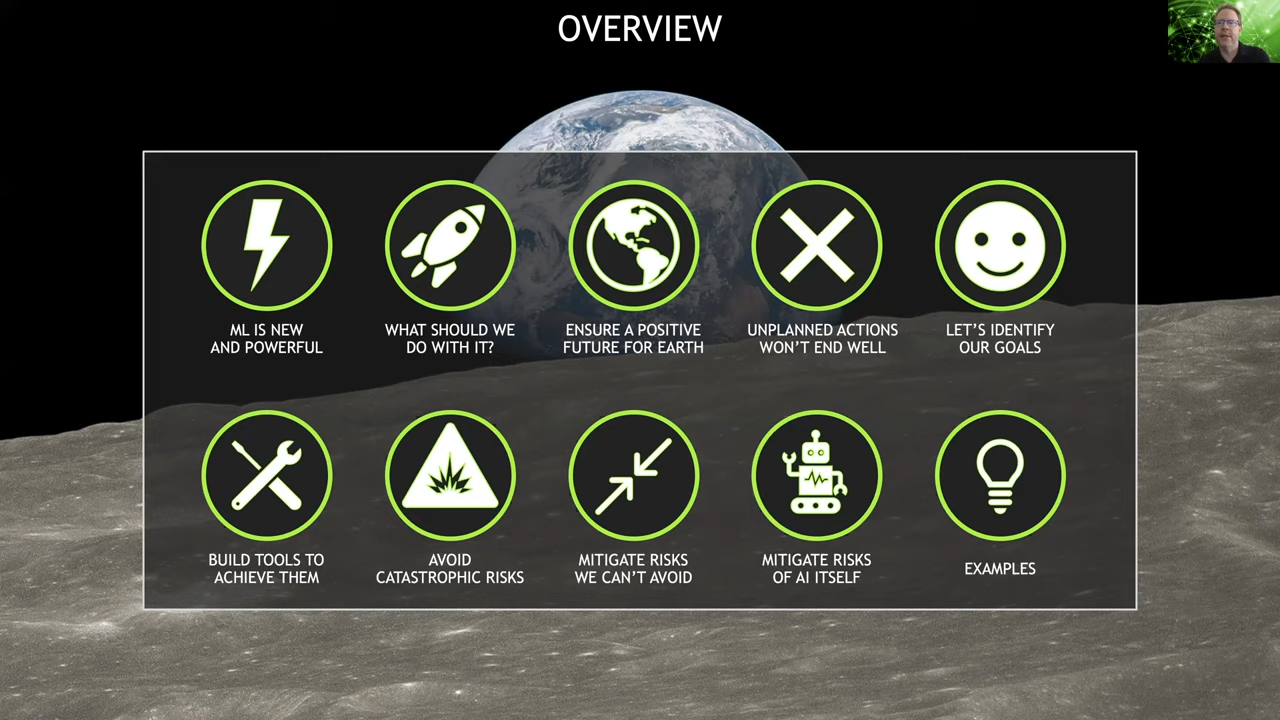 OVERVIEW
ML IS NEW
AND POWERFUL
WHAT SHOULD WE
DO WITH IT?
ENSURE A POSITIVE
FUTURE FOR EARTH
UNPLANNED ACTIONS
WON'T END WELL
LET'S IDENTIFY
OUR GOALS
BUILD TOOLS TO
ACHIEVE THEM
AVOID
CATASTROPHIC RISKS
MITIGATE RISKS
WE CAN'T AVOID
MITIGATE RISKS
OF AI ITSELF
EXAMPLES